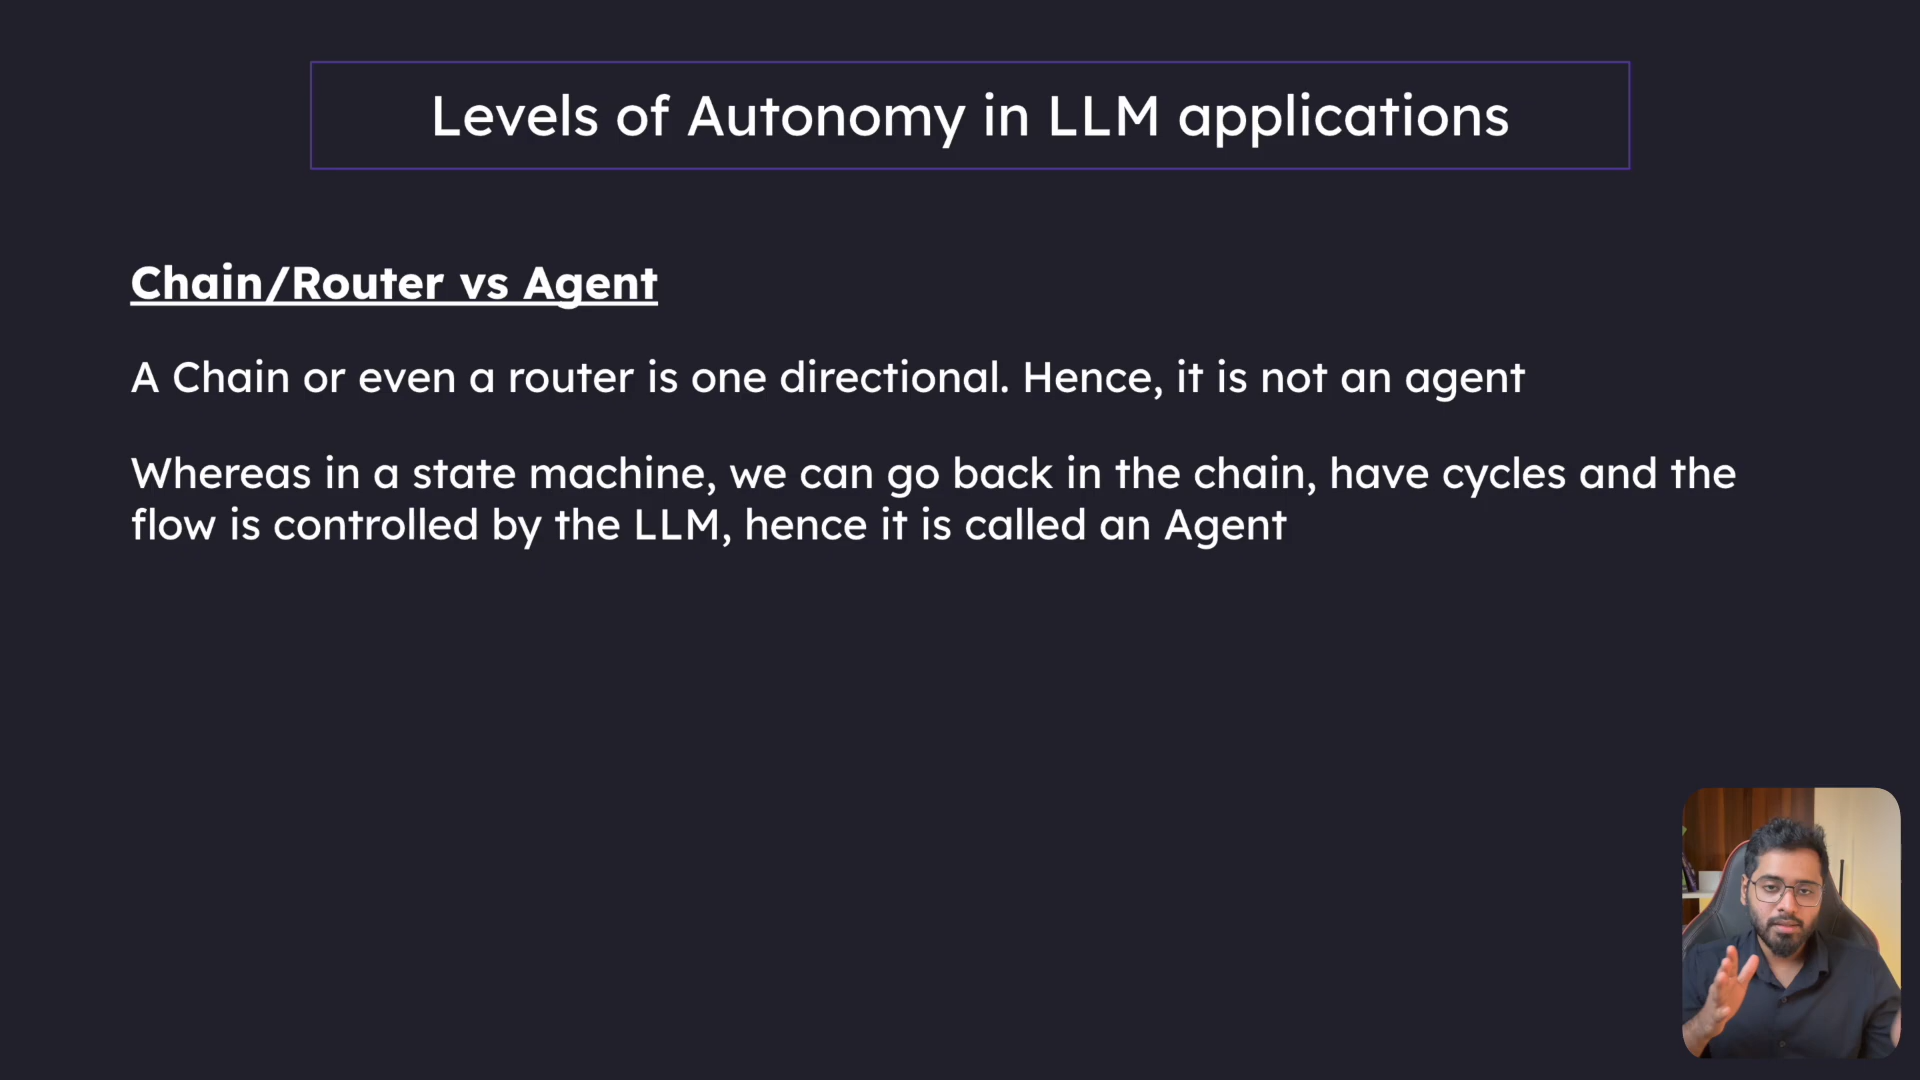 Levels of Autonomy in LLM applications
Chain/Router vs Agent
A Chain or even a router is one directional. Hence, it is not an agent
Whereas in a state machine, we can go back in the chain, have cycles and the
flow is controlled by the LLM, hence it is called an Agent